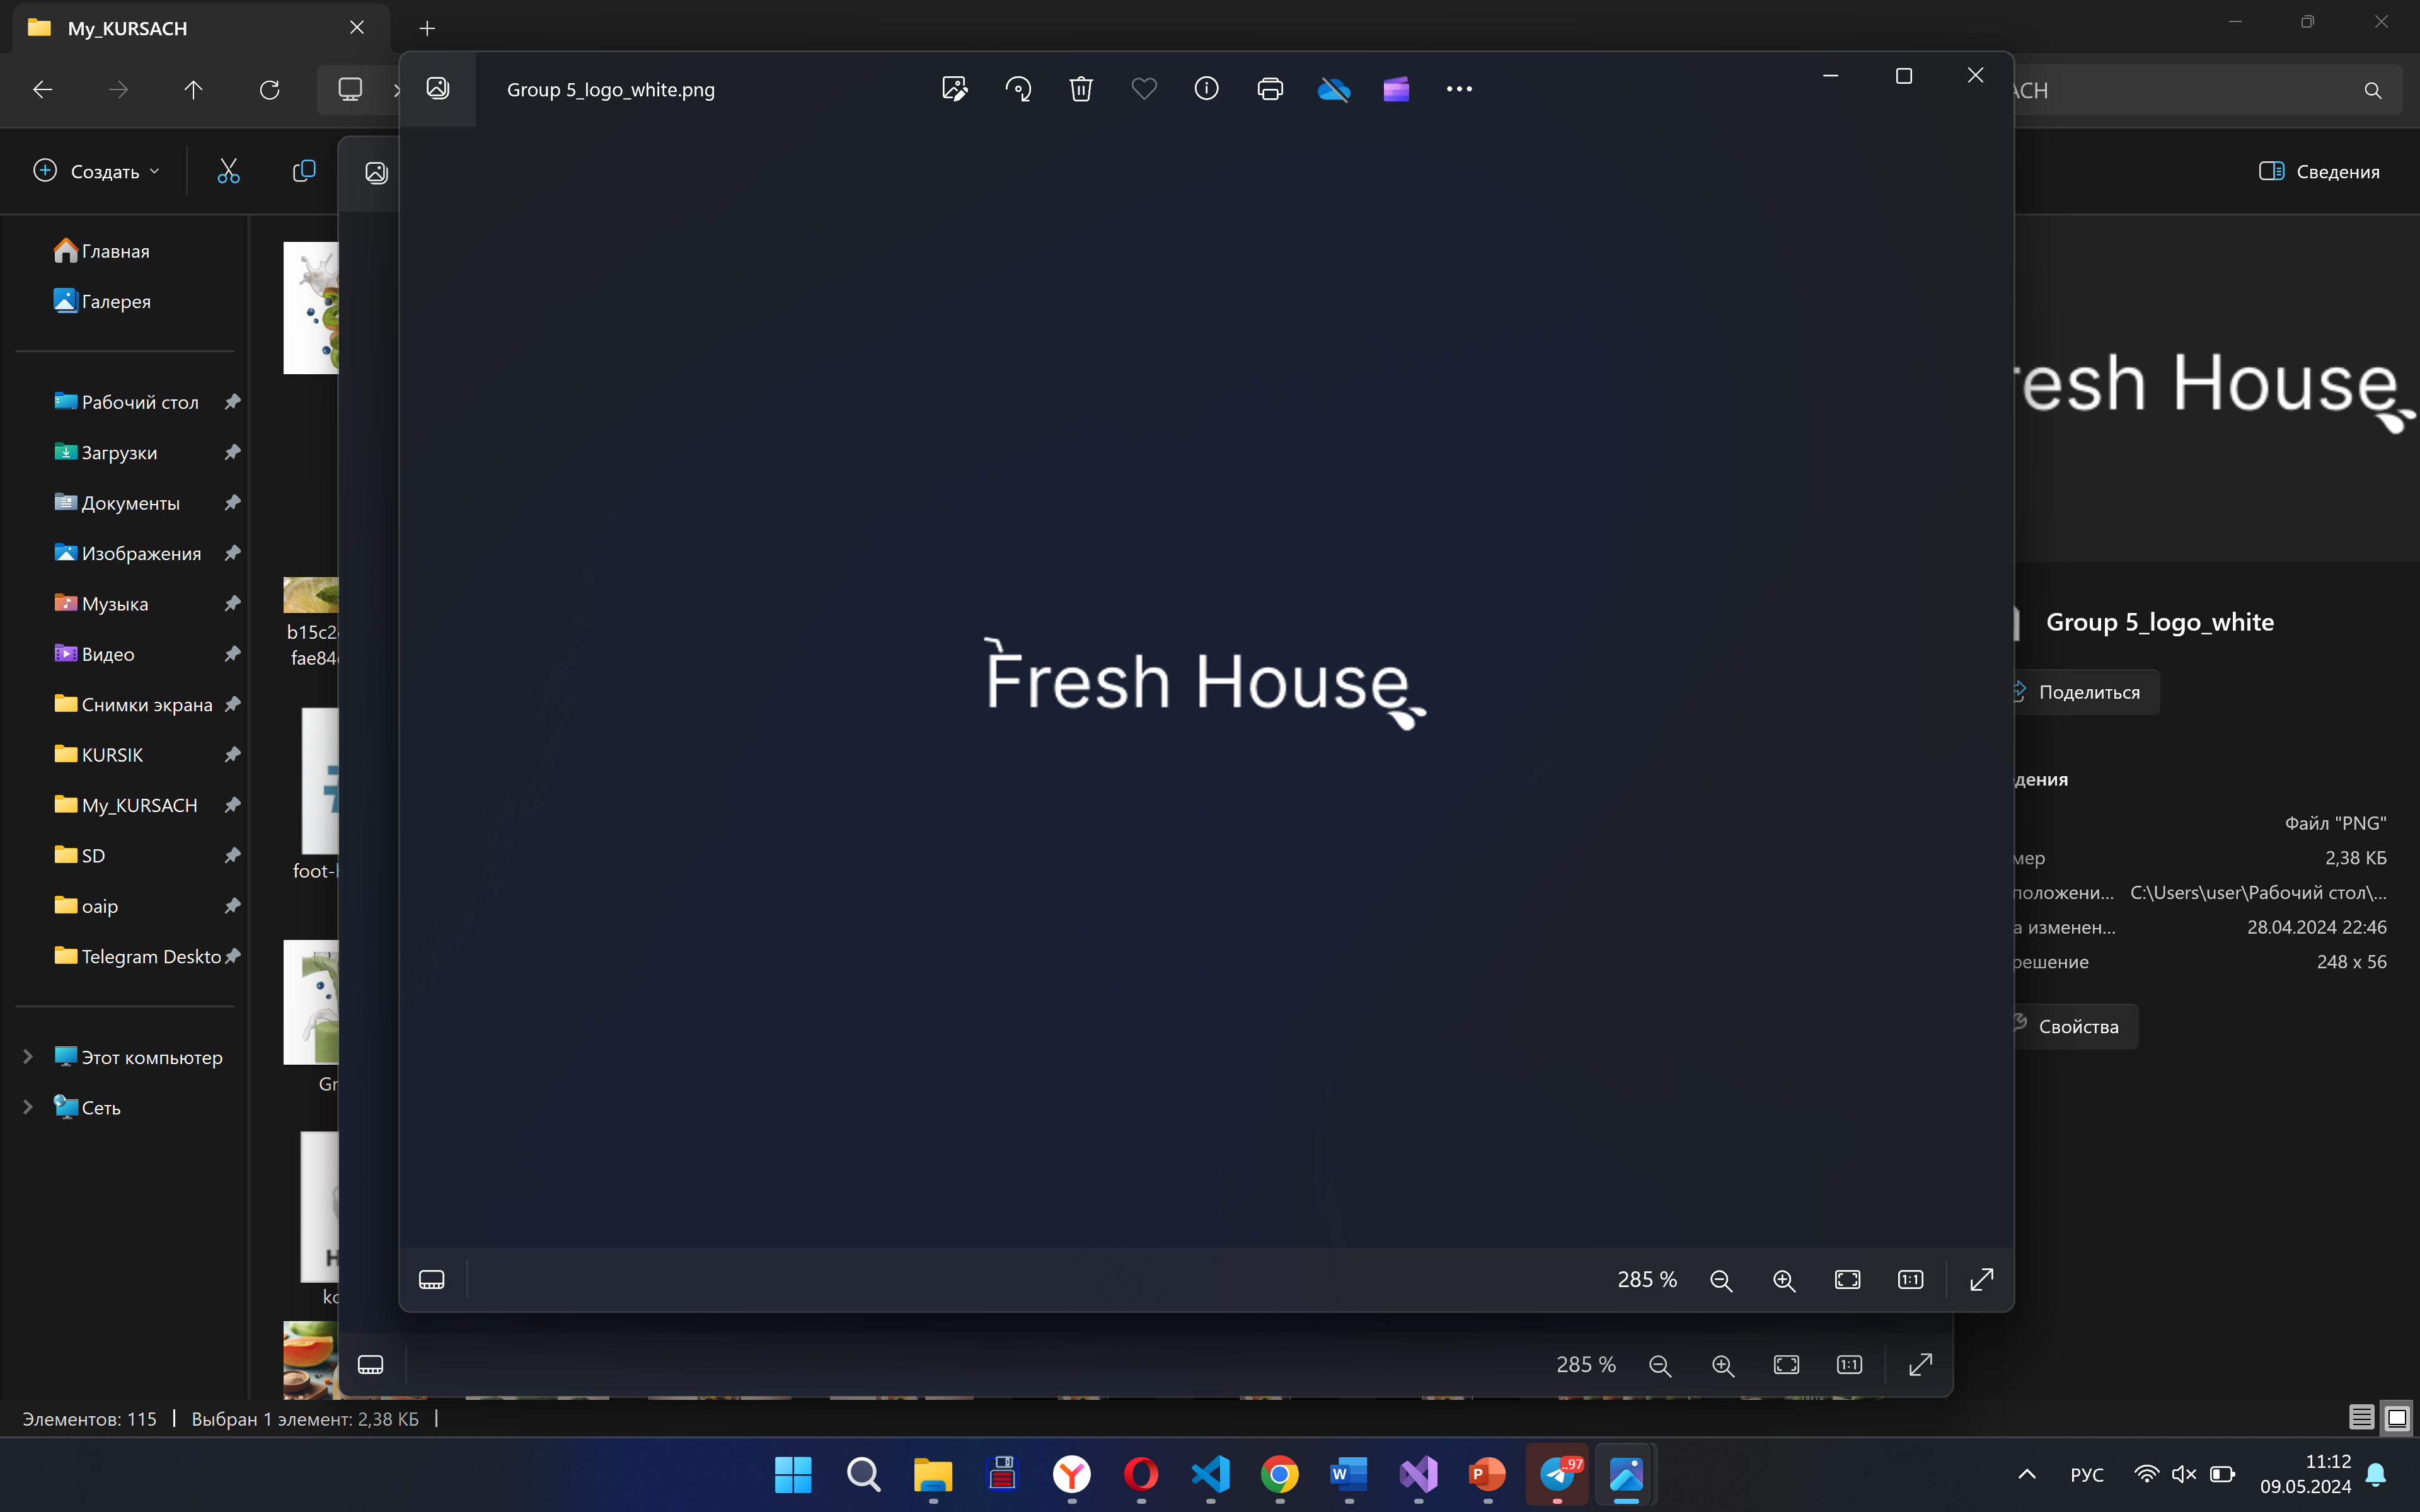 My_KURSACH
Group 5_logo_white.png
ACH
Создать
Сведения
Главная
Галерея
Рабочий стол
Загрузки
Документы
Изображения
Музыка
Видео
Снимки экрана
KURSIK
My_KURSACH
SD
oaip
Telegram Deskto
Этот компьютер
Сеть
b15c2
fae84
foot-
Gr
H
Fresh House
285 %
285 %
resh House
Group 5_logo_white
Поделиться
дения
Файл "PNG"
мер 2,38 КБ
положени... C:\Users\user\Рабочий стол\...
а изменен... 28.04.2024 22:46
решение 248 x 56
Свойства
Элементов: 115 | Выбран 1 элемент: 2,38 КБ |
W
P
..97
РУС
11:12
09.05.2024